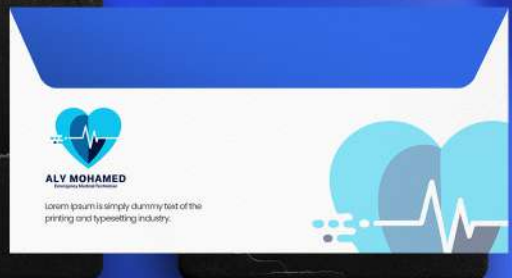 ALY MOHAMED
Emergency Medical Technician
Lorem Ipsum is simply dummy text of the
printing and typesetting industry.